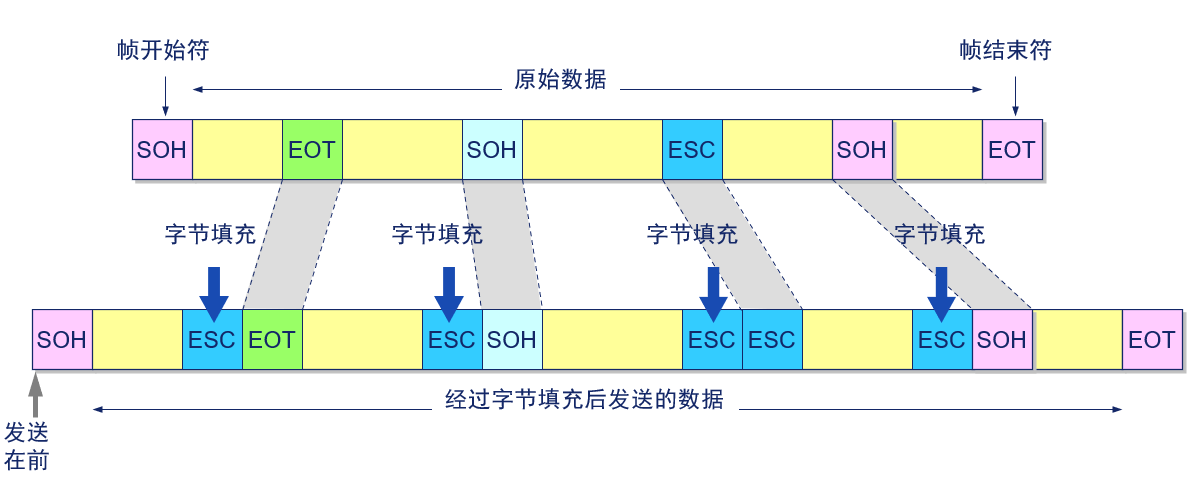 帧开始符
帧结束符
原始数据
SOH EOT SOH ESC SOH EOT
字节填充 字节填充 字节填充 字节填充
SOH ESC EOT ESC SOH ESC ESC ESC SOH EOT
经过字节填充后发送的数据
发送
在前